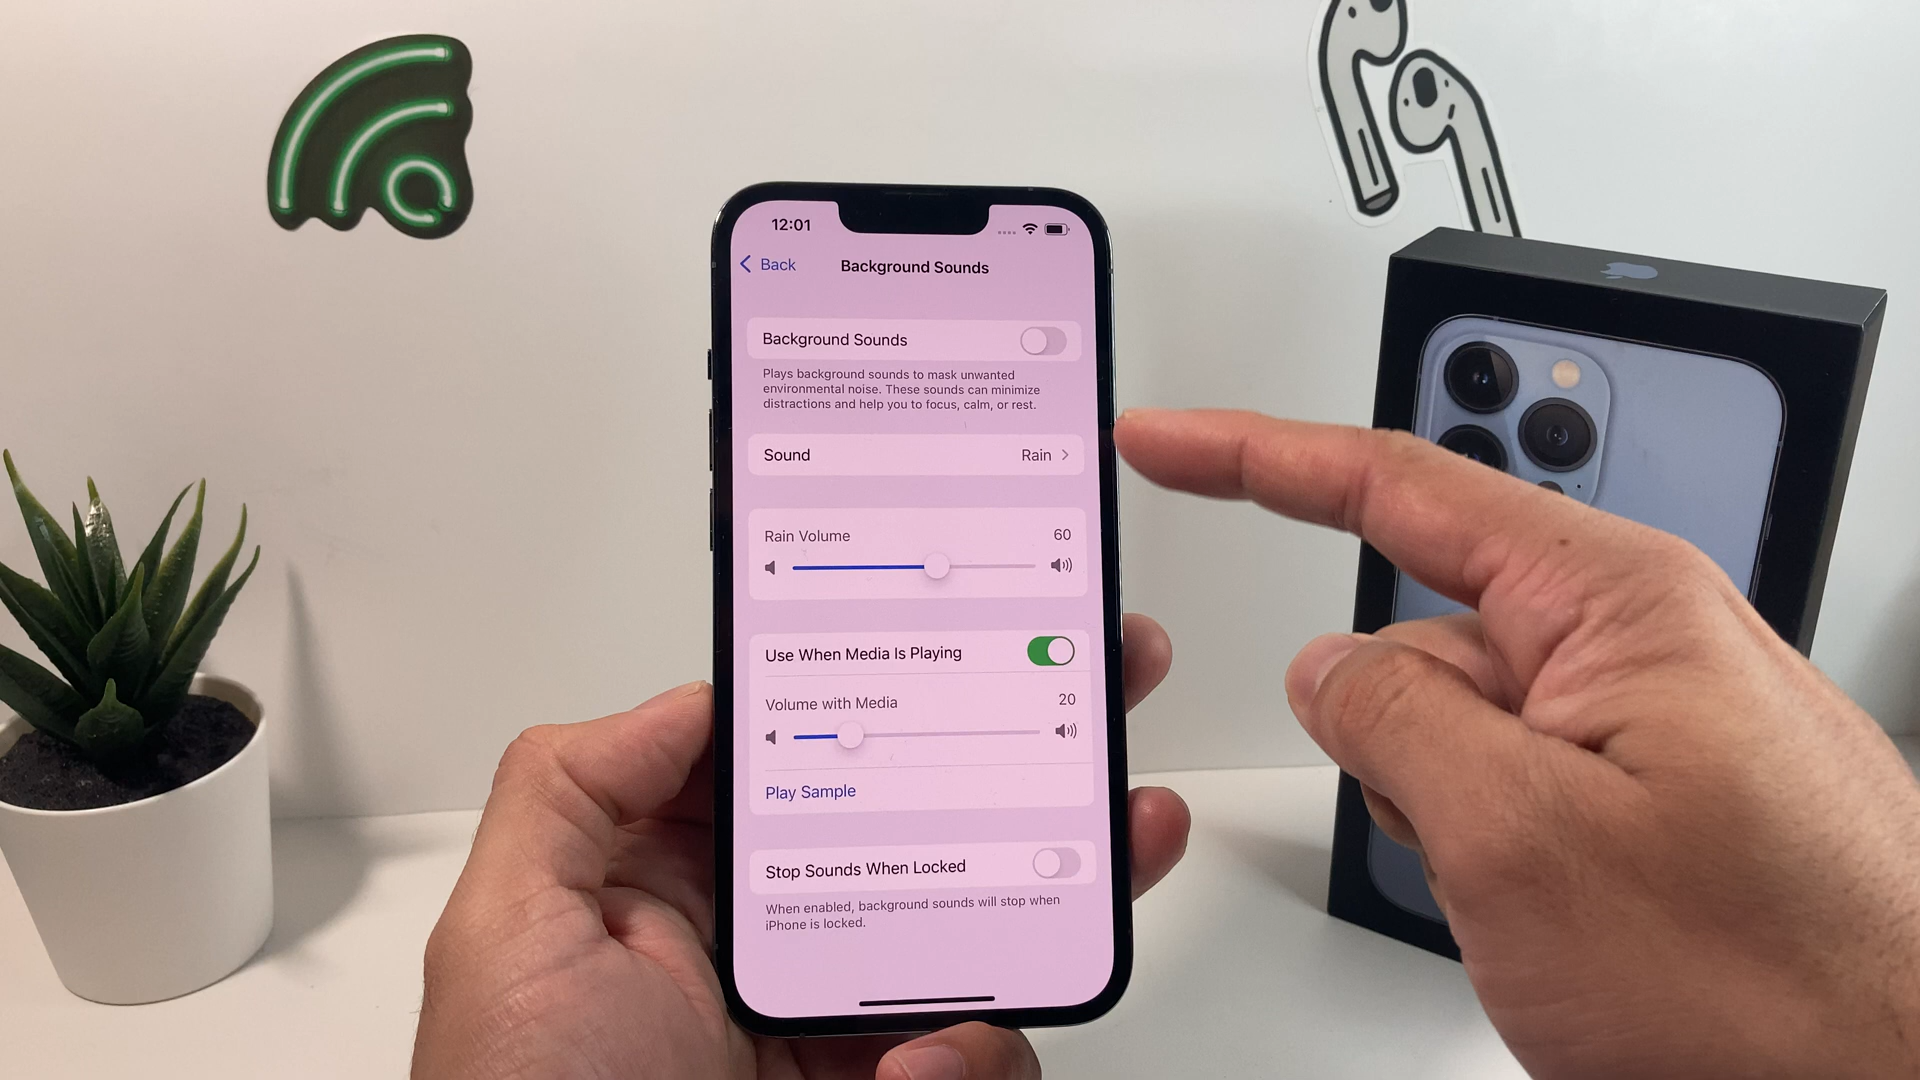 12:01
Back
Background Sounds
Background Sounds
Plays background sounds to mask unwanted
environmental noise. These sounds can minimize
distractions and help you to focus, calm, or rest.
Sound
Rain
Rain Volume
60
Use When Media Is Playing
Volume with Media
20
Play Sample
Stop Sounds When Locked
When enabled, background sounds will stop when
iPhone is locked.